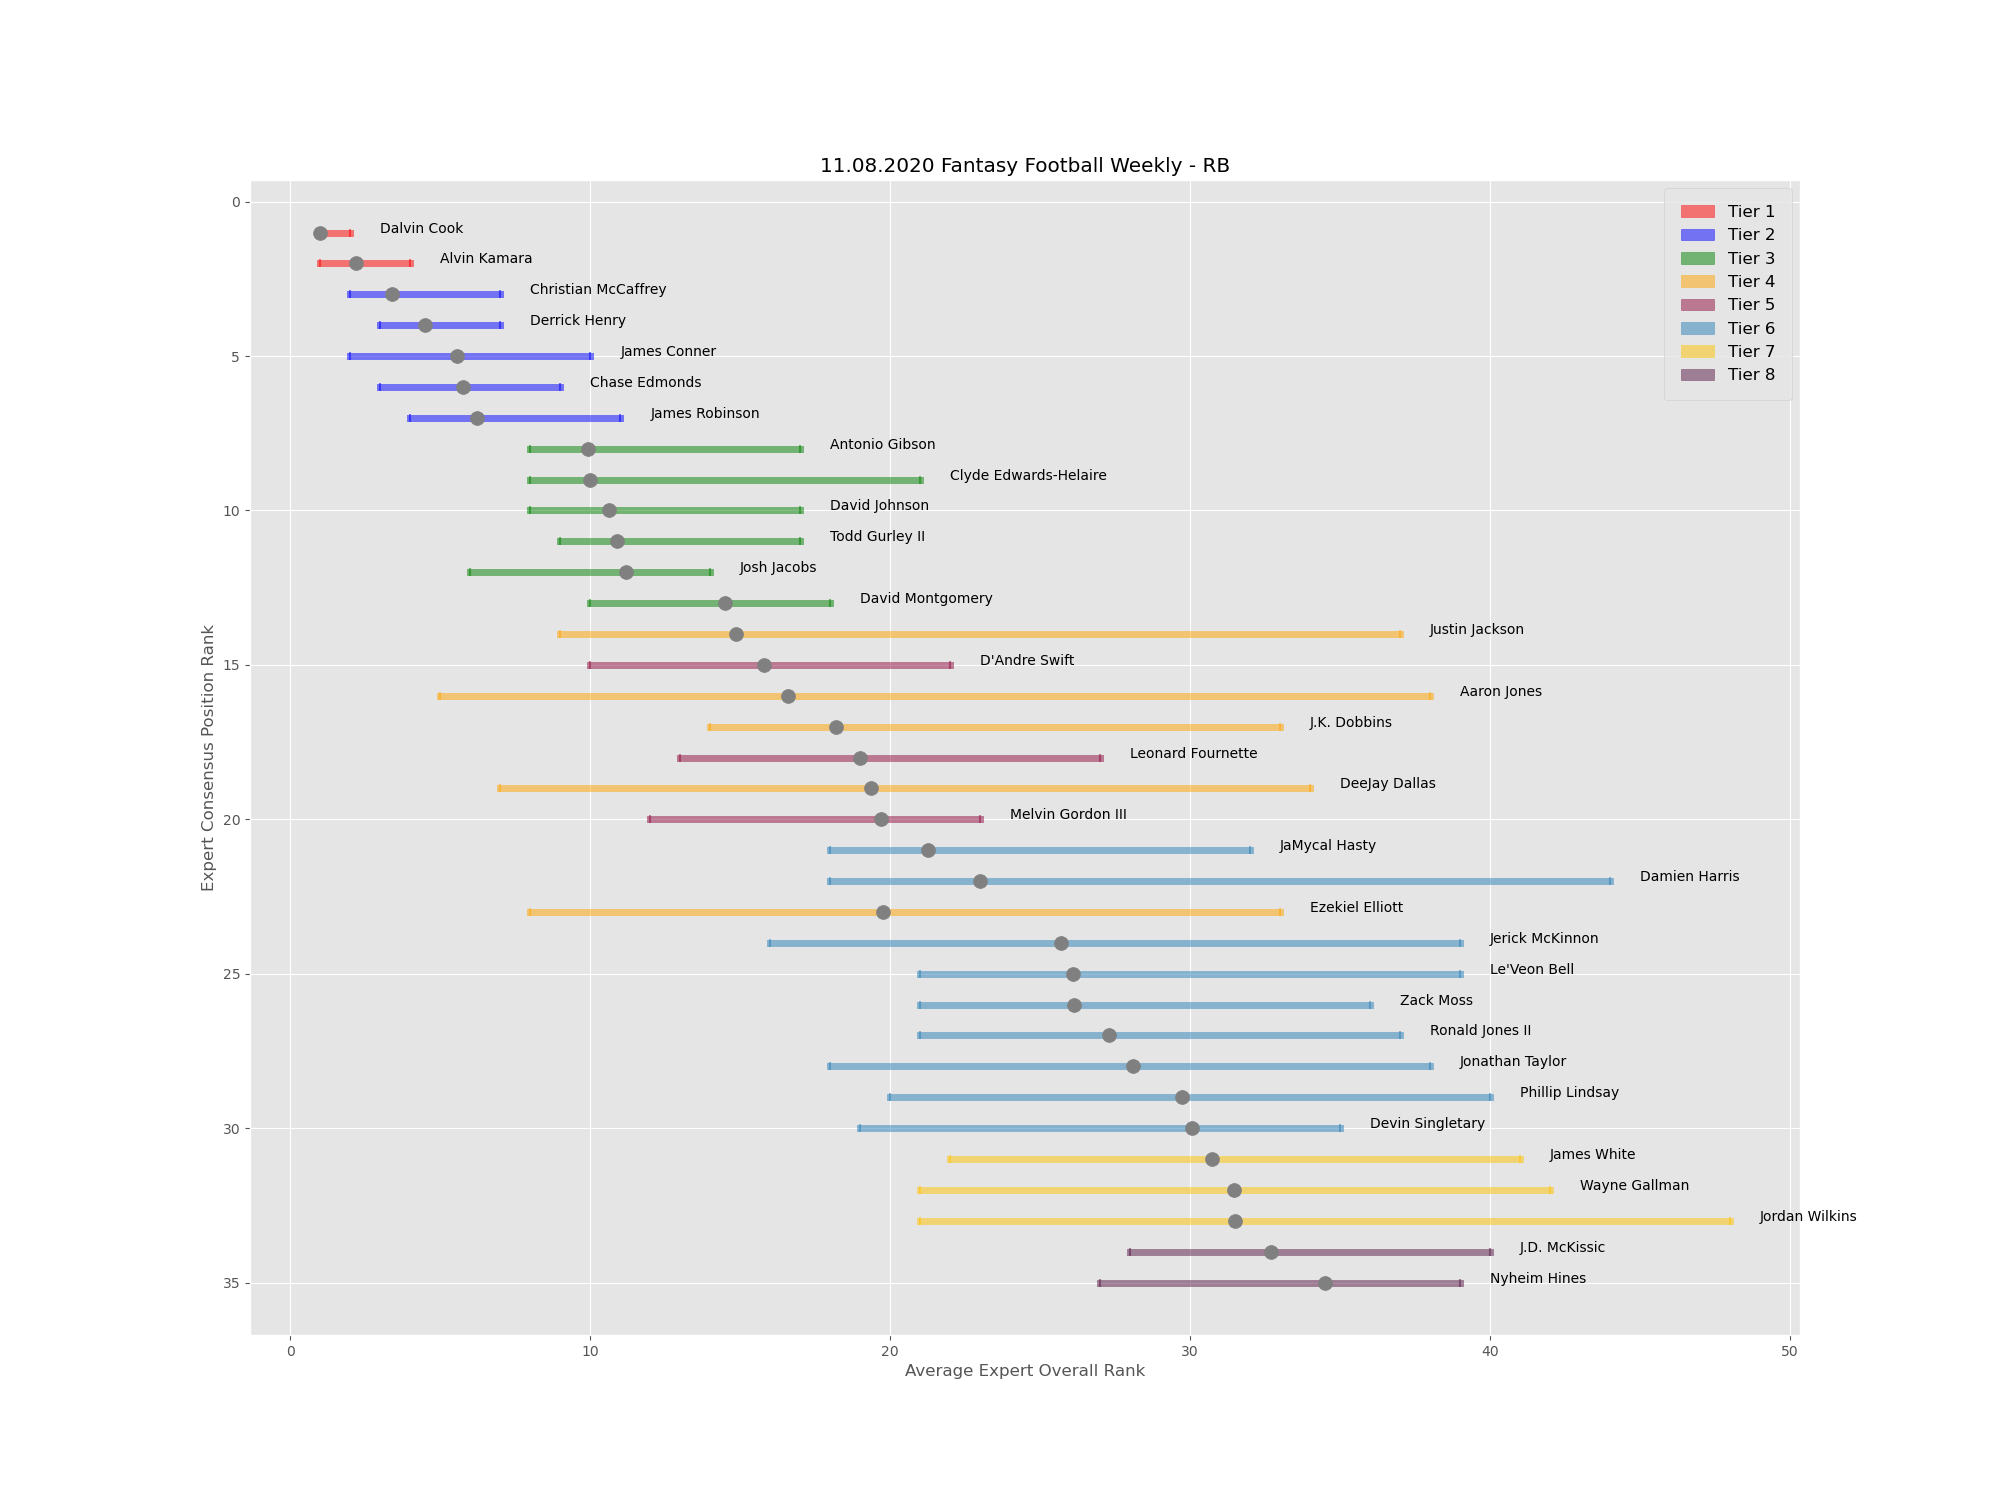 11.08.2020 Fantasy Football Weekly - RB
Tier 1
Tier 2
Tier 3
Tier 4
Tier 5
Tier 6
Tier 7
Tier 8
Expert Consensus Position Rank
0
5
10
15
20
25
30
35
Dalvin Cook
Alvin Kamara
Christian McCaffrey
Derrick Henry
James Conner
Chase Edmonds
James Robinson
Antonio Gibson
Clyde Edwards-Helaire
David Johnson
Todd Gurley II
Josh Jacobs
David Montgomery
Justin Jackson
D'Andre Swift
Aaron Jones
J.K. Dobbins
Leonard Fournette
DeeJay Dallas
Melvin Gordon III
JaMycal Hasty
Damien Harris
Ezekiel Elliott
Jerick McKinnon
Le'Veon Bell
Zack Moss
Ronald Jones II
Jonathan Taylor
Phillip Lindsay
Devin Singletary
James White
Wayne Gallman
Jordan Wilkins
J.D. McKissic
Nyheim Hines
0
10
20
30
40
50
Average Expert Overall Rank